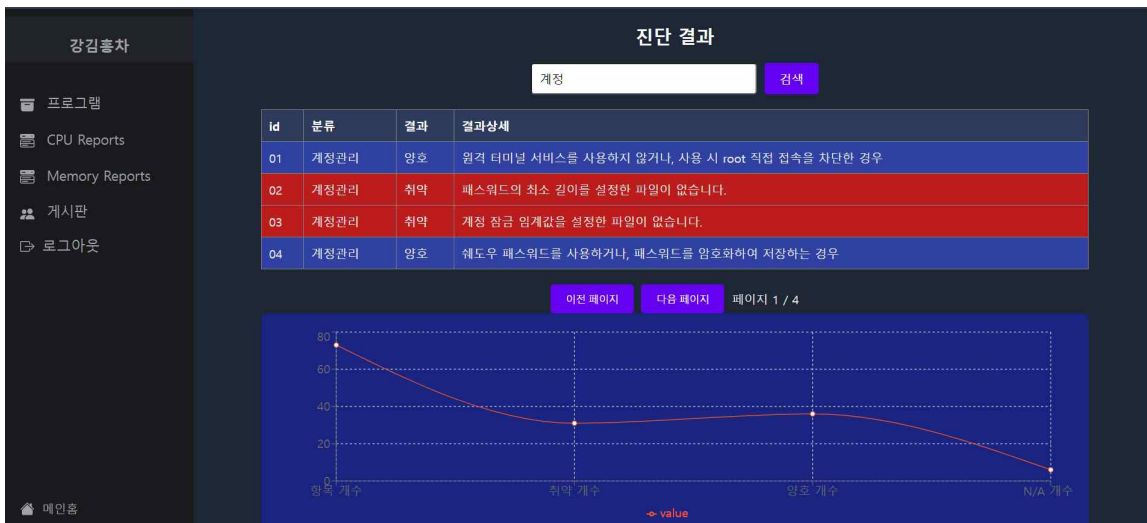 강김홍차
프로그램
CPU Reports
Memory Reports
게시판
로그아웃
메인홈
진단 결과
계정 검색
id 분류 결과 결과상세
01 계정관리 양호 원격 터미널 서비스를 사용하지 않거나, 사용 시 root 직접 접속을 차단한 경우
02 계정관리 취약 패스워드의 최소 길이를 설정한 파일이 없습니다.
03 계정관리 취약 계정 잠금 임계값을 설정한 파일이 없습니다.
04 계정관리 양호 쉐도우 패스워드를 사용하거나, 패스워드를 암호화하여 저장하는 경우
이전 페이지 다음 페이지 페이지 1 / 4
80
60
40
20
0
항목 개수 취약 개수 양호 개수 N/A 개수
value